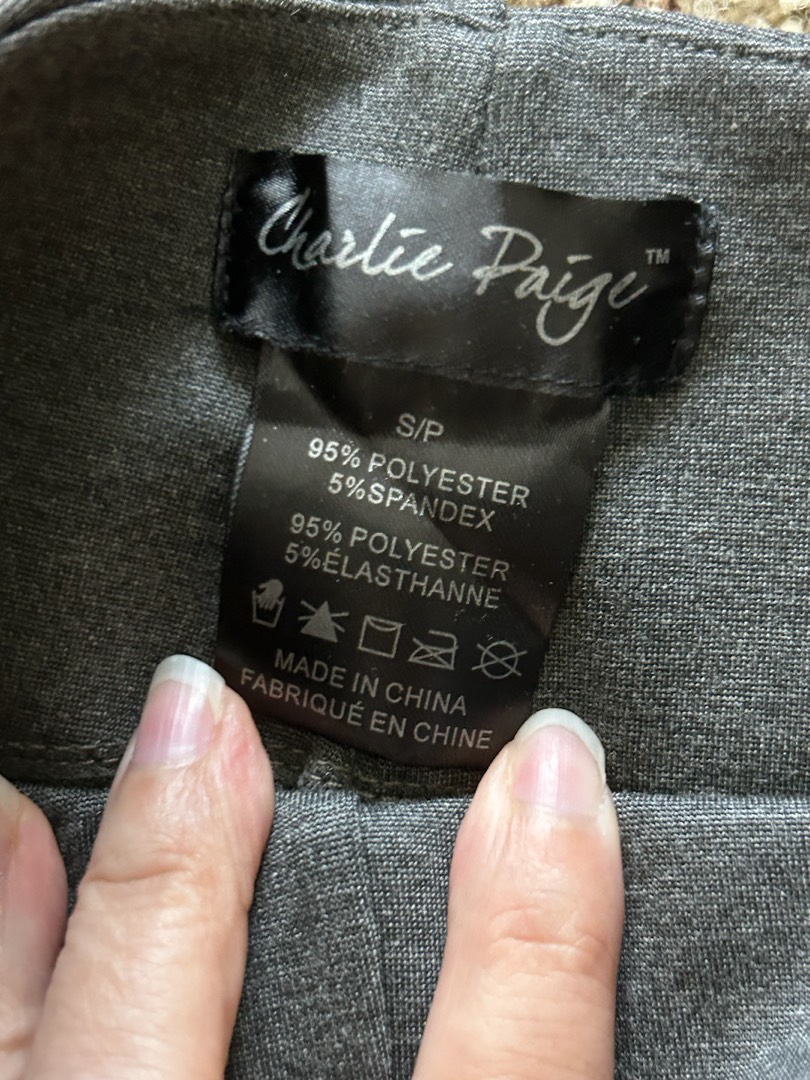 Charlie Paige™
S/P
95% POLYESTER
5%SPANDEX
95% POLYESTER
5%ÉLASTHANNE
MADE IN CHINA
FABRIQUÉ EN CHINE